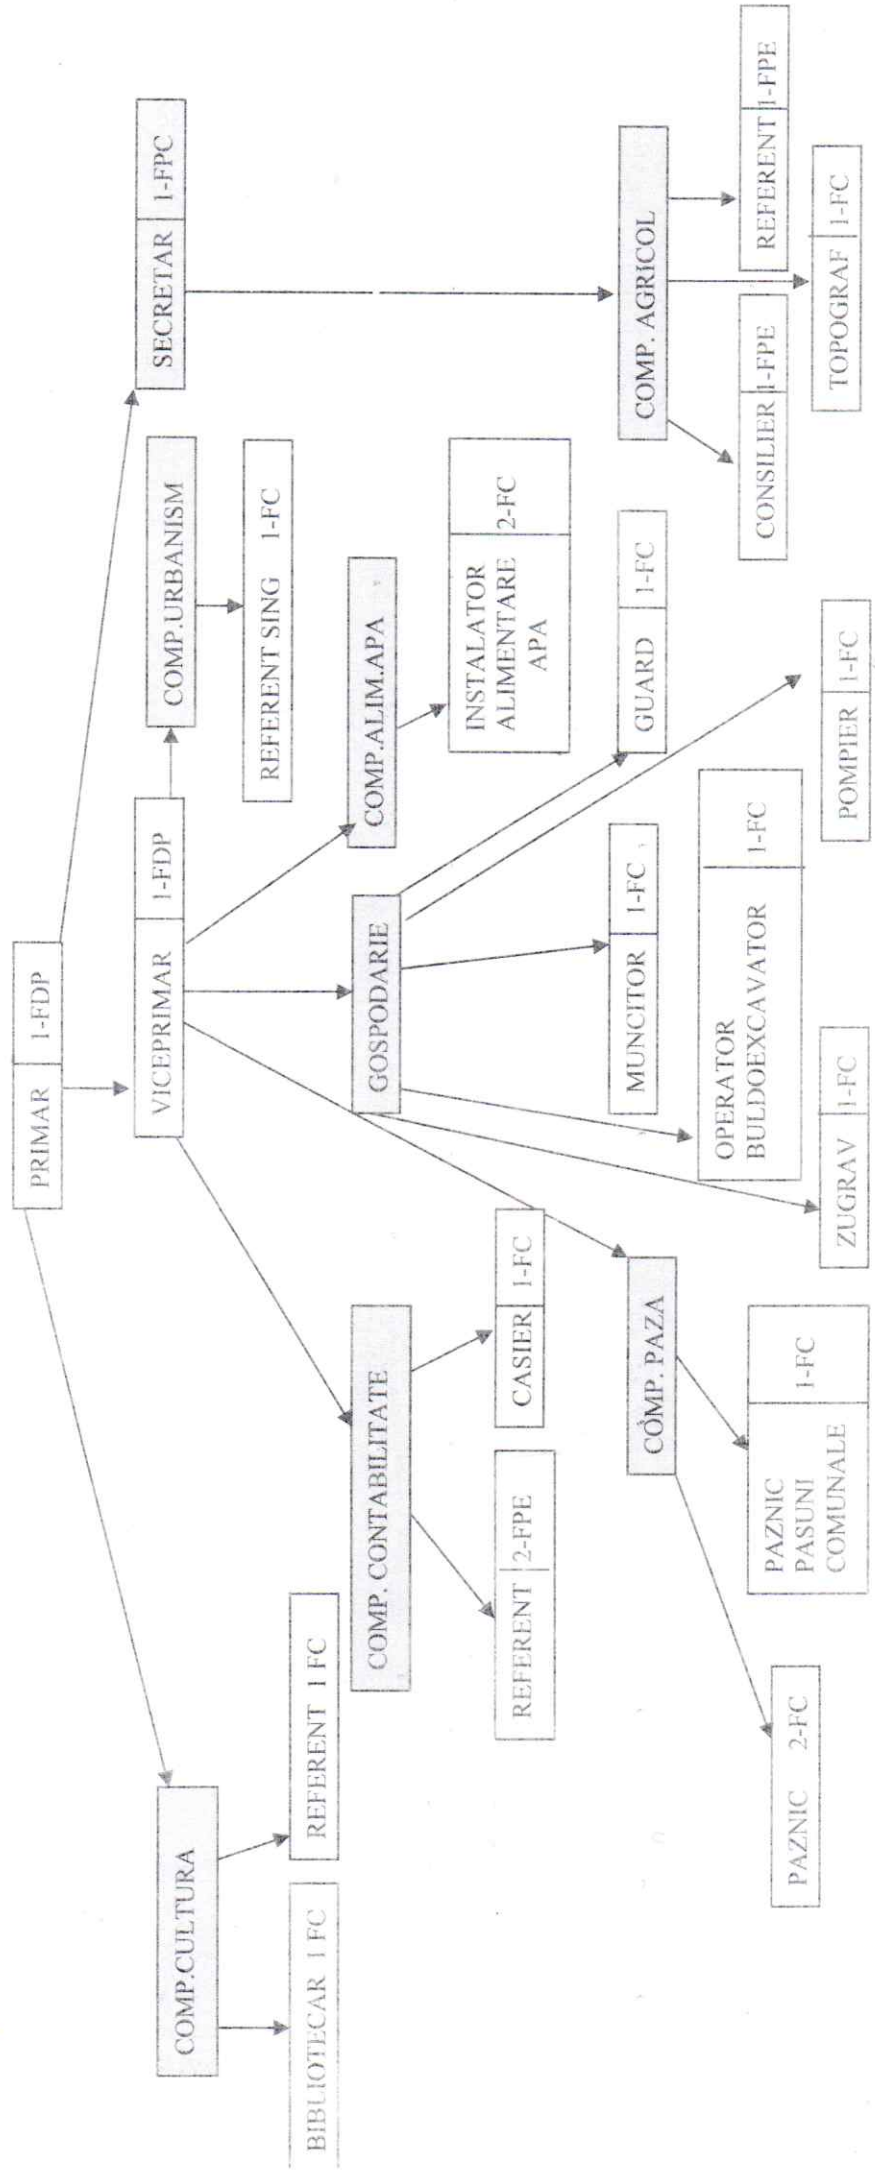 PRIMAR 1-FDP
VICEPRIMAR 1-FDP
SECRETAR 1-FPC
COMP.CULTURA
COMP.URBANISM
BIBLIOTECAR 1 FC
REFERENT 1 FC
REFERENT SING 1-FC
COMP. CONTABILITATE
GOSPODARIE
COMP.ALIM.APA
REFERENT 2-FPE
CASIER 1-FC
INSTALATOR
ALIMENTARE 2-FC
APA
COMP. PAZA
MUNCITOR 1-FC
GUARD 1-FC
COMP. AGRICOL
PAZNIC 2-FC
PAZNIC
PASUNI 1-FC
COMUNALE
OPERATOR
BULDOEXCAVATOR 1-FC
ZUGRAV 1-FC
POMPIER 1-FC
CONSILIER 1-FPE
REFERENT 1-FPE
TOPOGRAF 1-FC